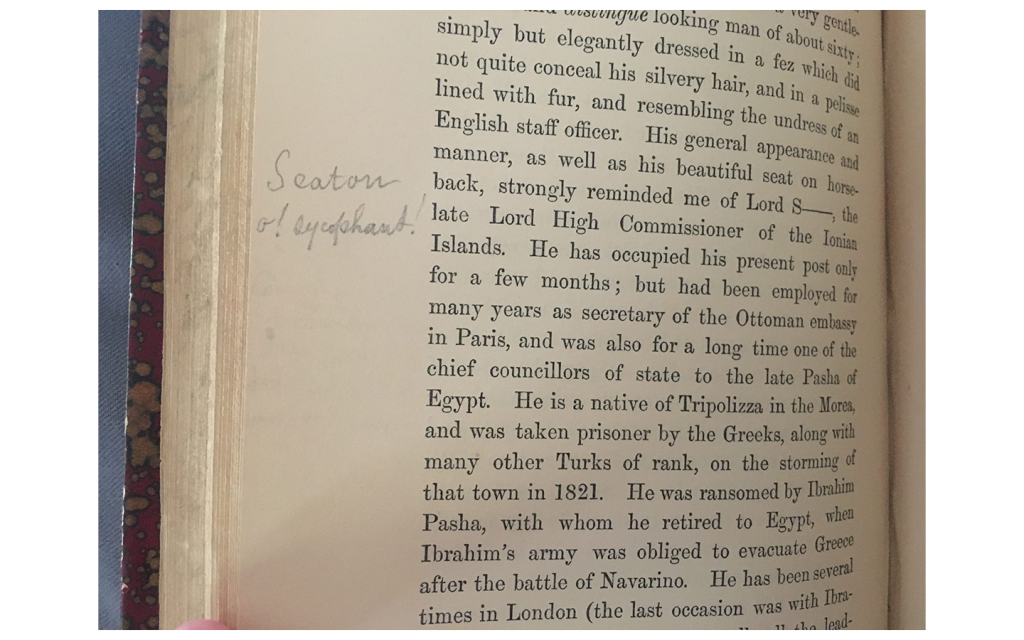 distingué looking man of about sixty;
simply but elegantly dressed in a fez which did
not quite conceal his silvery hair, and in a pelisse
lined with fur, and resembling the undress of an
English staff officer. His general appearance and
manner, as well as his beautiful seat on horse-
back, strongly reminded me of Lord S——, the
late Lord High Commissioner of the Ionian
Islands. He has occupied his present post only
for a few months; but had been employed for
many years as secretary of the Ottoman embassy
in Paris, and was also for a long time one of the
chief councillors of state to the late Pasha of
Egypt. He is a native of Tripolizza in the Morea,
and was taken prisoner by the Greeks, along with
many other Turks of rank, on the storming of
that town in 1821. He was ransomed by Ibrahim
Pasha, with whom he retired to Egypt, when
Ibrahim's army was obliged to evacuate Greece
after the battle of Navarino. He has been several
times in London (the last occasion was with Ibra-
the lead-
Seaton
o! sycophant!